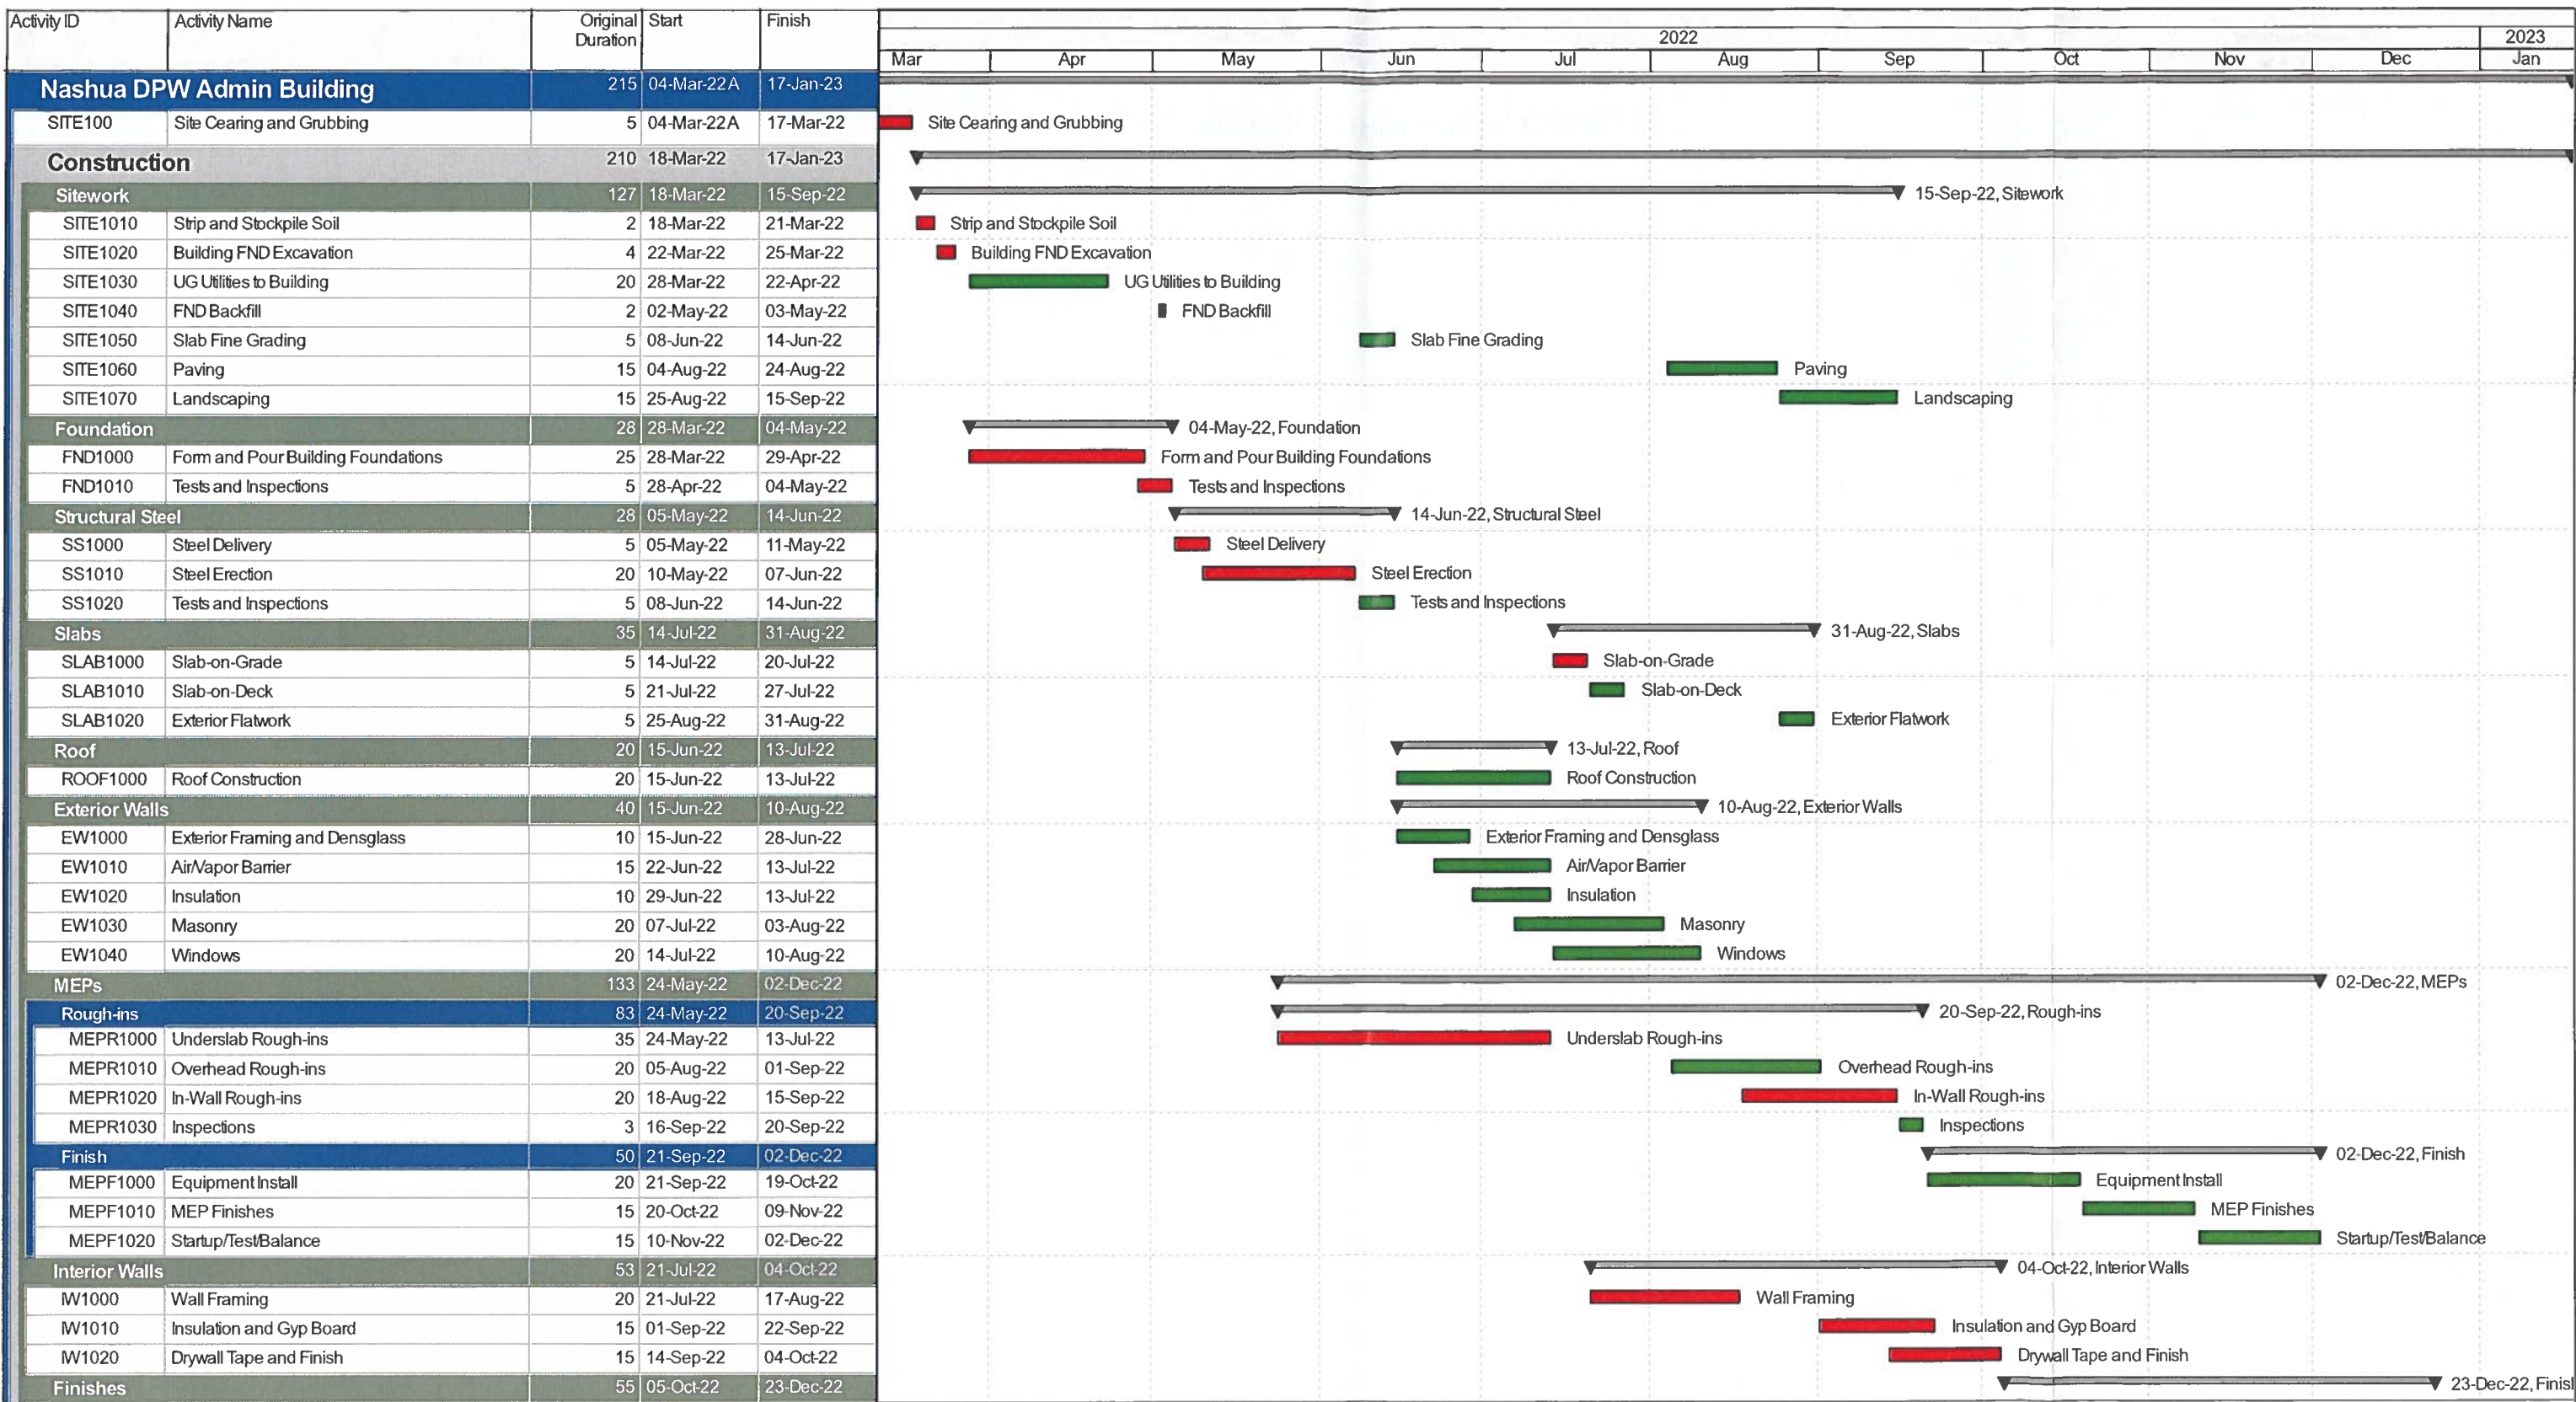 Activity ID Activity Name Original Duration Start Finish
2022 2023
Mar Apr May Jun Jul Aug Sep Oct Nov Dec Jan
Nashua DPW Admin Building 215 04-Mar-22A 17-Jan-23
SITE100 Site Cearing and Grubbing 5 04-Mar-22A 17-Mar-22 Site Cearing and Grubbing
Construction 210 18-Mar-22 17-Jan-23
Sitework 127 18-Mar-22 15-Sep-22 15-Sep-22, Sitework
SITE1010 Strip and Stockpile Soil 2 18-Mar-22 21-Mar-22 Strip and Stockpile Soil
SITE1020 Building FND Excavation 4 22-Mar-22 25-Mar-22 Building FND Excavation
SITE1030 UG Utilities to Building 20 28-Mar-22 22-Apr-22 UG Utilities to Building
SITE1040 FND Backfill 2 02-May-22 03-May-22 FND Backfill
SITE1050 Slab Fine Grading 5 08-Jun-22 14-Jun-22 Slab Fine Grading
SITE1060 Paving 15 04-Aug-22 24-Aug-22 Paving
SITE1070 Landscaping 15 25-Aug-22 15-Sep-22 Landscaping
Foundation 28 28-Mar-22 04-May-22 04-May-22, Foundation
FND1000 Form and Pour Building Foundations 25 28-Mar-22 29-Apr-22 Form and Pour Building Foundations
FND1010 Tests and Inspections 5 28-Apr-22 04-May-22 Tests and Inspections
Structural Steel 28 05-May-22 14-Jun-22 14-Jun-22, Structural Steel
SS1000 Steel Delivery 5 05-May-22 11-May-22 Steel Delivery
SS1010 Steel Erection 20 10-May-22 07-Jun-22 Steel Erection
SS1020 Tests and Inspections 5 08-Jun-22 14-Jun-22 Tests and Inspections
Slabs 35 14-Jul-22 31-Aug-22 31-Aug-22, Slabs
SLAB1000 Slab-on-Grade 5 14-Jul-22 20-Jul-22 Slab-on-Grade
SLAB1010 Slab-on-Deck 5 21-Jul-22 27-Jul-22 Slab-on-Deck
SLAB1020 Exterior Flatwork 5 25-Aug-22 31-Aug-22 Exterior Flatwork
Roof 20 15-Jun-22 13-Jul-22 13-Jul-22, Roof
ROOF1000 Roof Construction 20 15-Jun-22 13-Jul-22 Roof Construction
Exterior Walls 40 15-Jun-22 10-Aug-22 10-Aug-22, Exterior Walls
EW1000 Exterior Framing and Densglass 10 15-Jun-22 28-Jun-22 Exterior Framing and Densglass
EW1010 Air/Vapor Barrier 15 22-Jun-22 13-Jul-22 Air/Vapor Barrier
EW1020 Insulation 10 29-Jun-22 13-Jul-22 Insulation
EW1030 Masonry 20 07-Jul-22 03-Aug-22 Masonry
EW1040 Windows 20 14-Jul-22 10-Aug-22 Windows
MEPs 133 24-May-22 02-Dec-22 02-Dec-22, MEPs
Rough-ins 83 24-May-22 20-Sep-22 20-Sep-22, Rough-ins
MEPR1000 Underslab Rough-ins 35 24-May-22 13-Jul-22 Underslab Rough-ins
MEPR1010 Overhead Rough-ins 20 05-Aug-22 01-Sep-22 Overhead Rough-ins
MEPR1020 In-Wall Rough-ins 20 18-Aug-22 15-Sep-22 In-Wall Rough-ins
MEPR1030 Inspections 3 16-Sep-22 20-Sep-22 Inspections
Finish 50 21-Sep-22 02-Dec-22 02-Dec-22, Finish
MEPF1000 Equipment Install 20 21-Sep-22 19-Oct-22 Equipment Install
MEPF1010 MEP Finishes 15 20-Oct-22 09-Nov-22 MEP Finishes
MEPF1020 Startup/Test/Balance 15 10-Nov-22 02-Dec-22 Startup/Test/Balance
Interior Walls 53 21-Jul-22 04-Oct-22 04-Oct-22, Interior Walls
IW1000 Wall Framing 20 21-Jul-22 17-Aug-22 Wall Framing
IW1010 Insulation and Gyp Board 15 01-Sep-22 22-Sep-22 Insulation and Gyp Board
IW1020 Drywall Tape and Finish 15 14-Sep-22 04-Oct-22 Drywall Tape and Finish
Finishes 55 05-Oct-22 23-Dec-22 23-Dec-22, Finisl